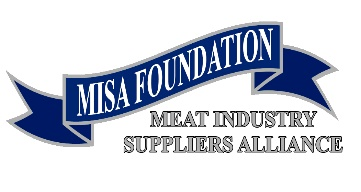 MISA FOUNDATION
MEAT INDUSTRY
SUPPLIERS ALLIANCE